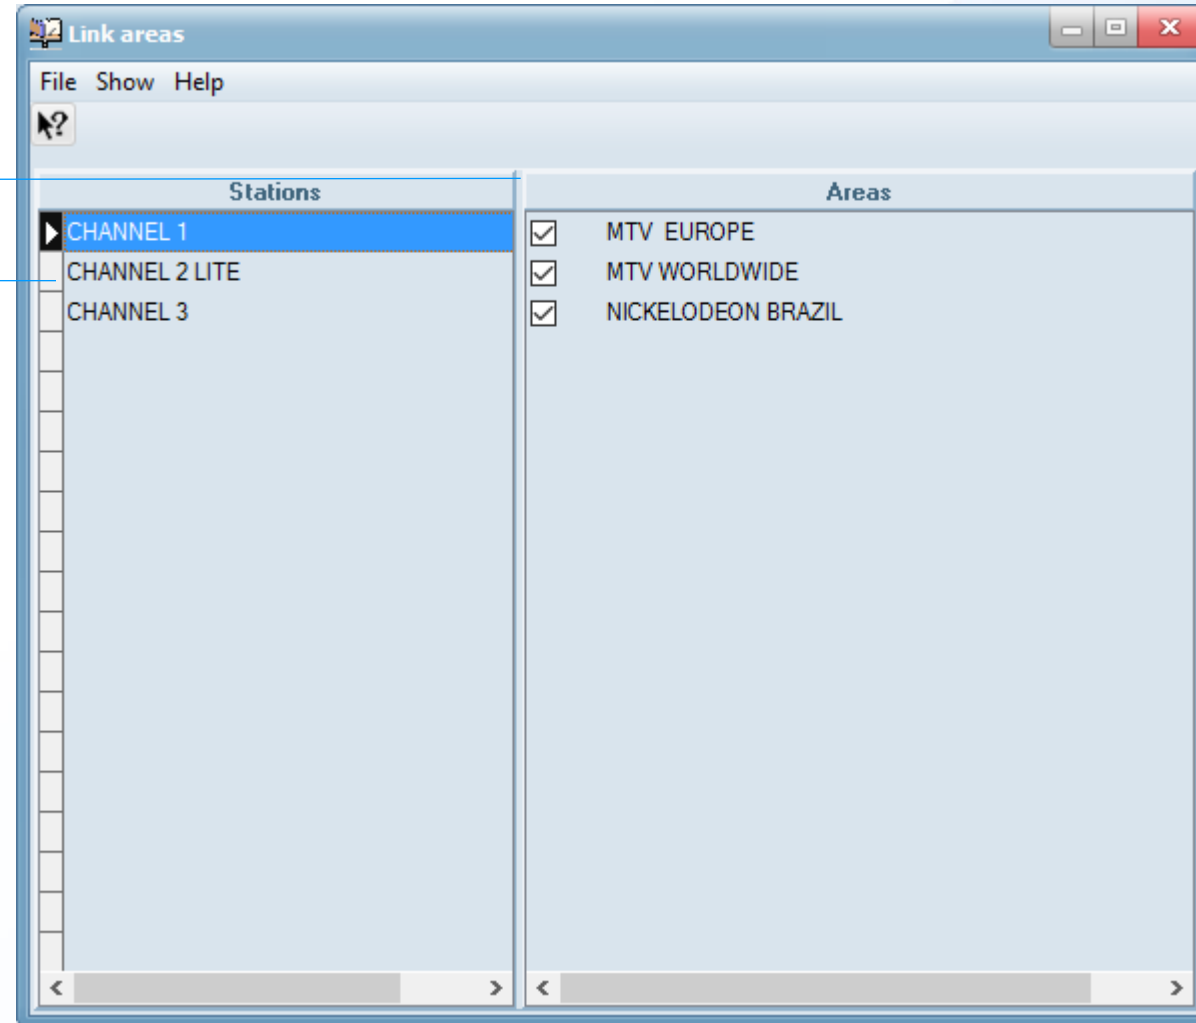 Link areas
File Show Help
Stations
Areas
CHANNEL 1
MTV EUROPE
CHANNEL 2 LITE
MTV WORLDWIDE
CHANNEL 3
NICKELODEON BRAZIL